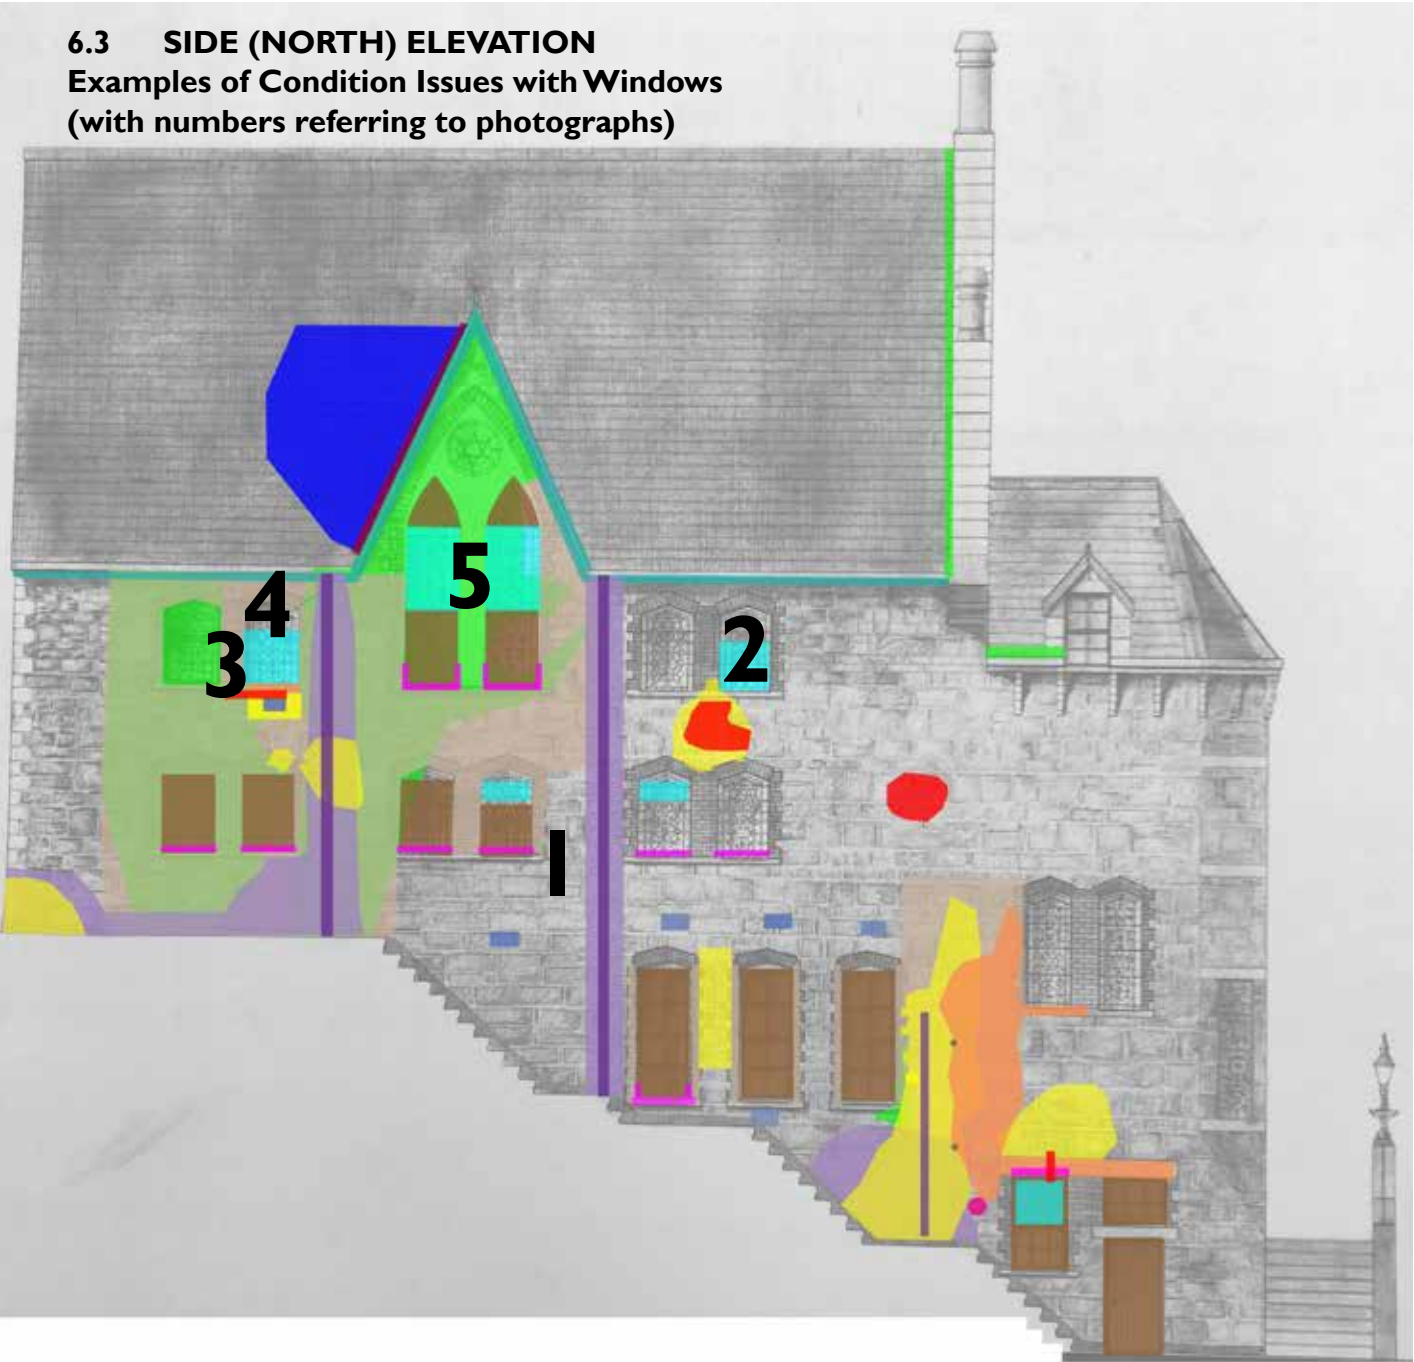 6.3 SIDE (NORTH) ELEVATION
Examples of Condition Issues with Windows
(with numbers referring to photographs)
5
4
3
2
1